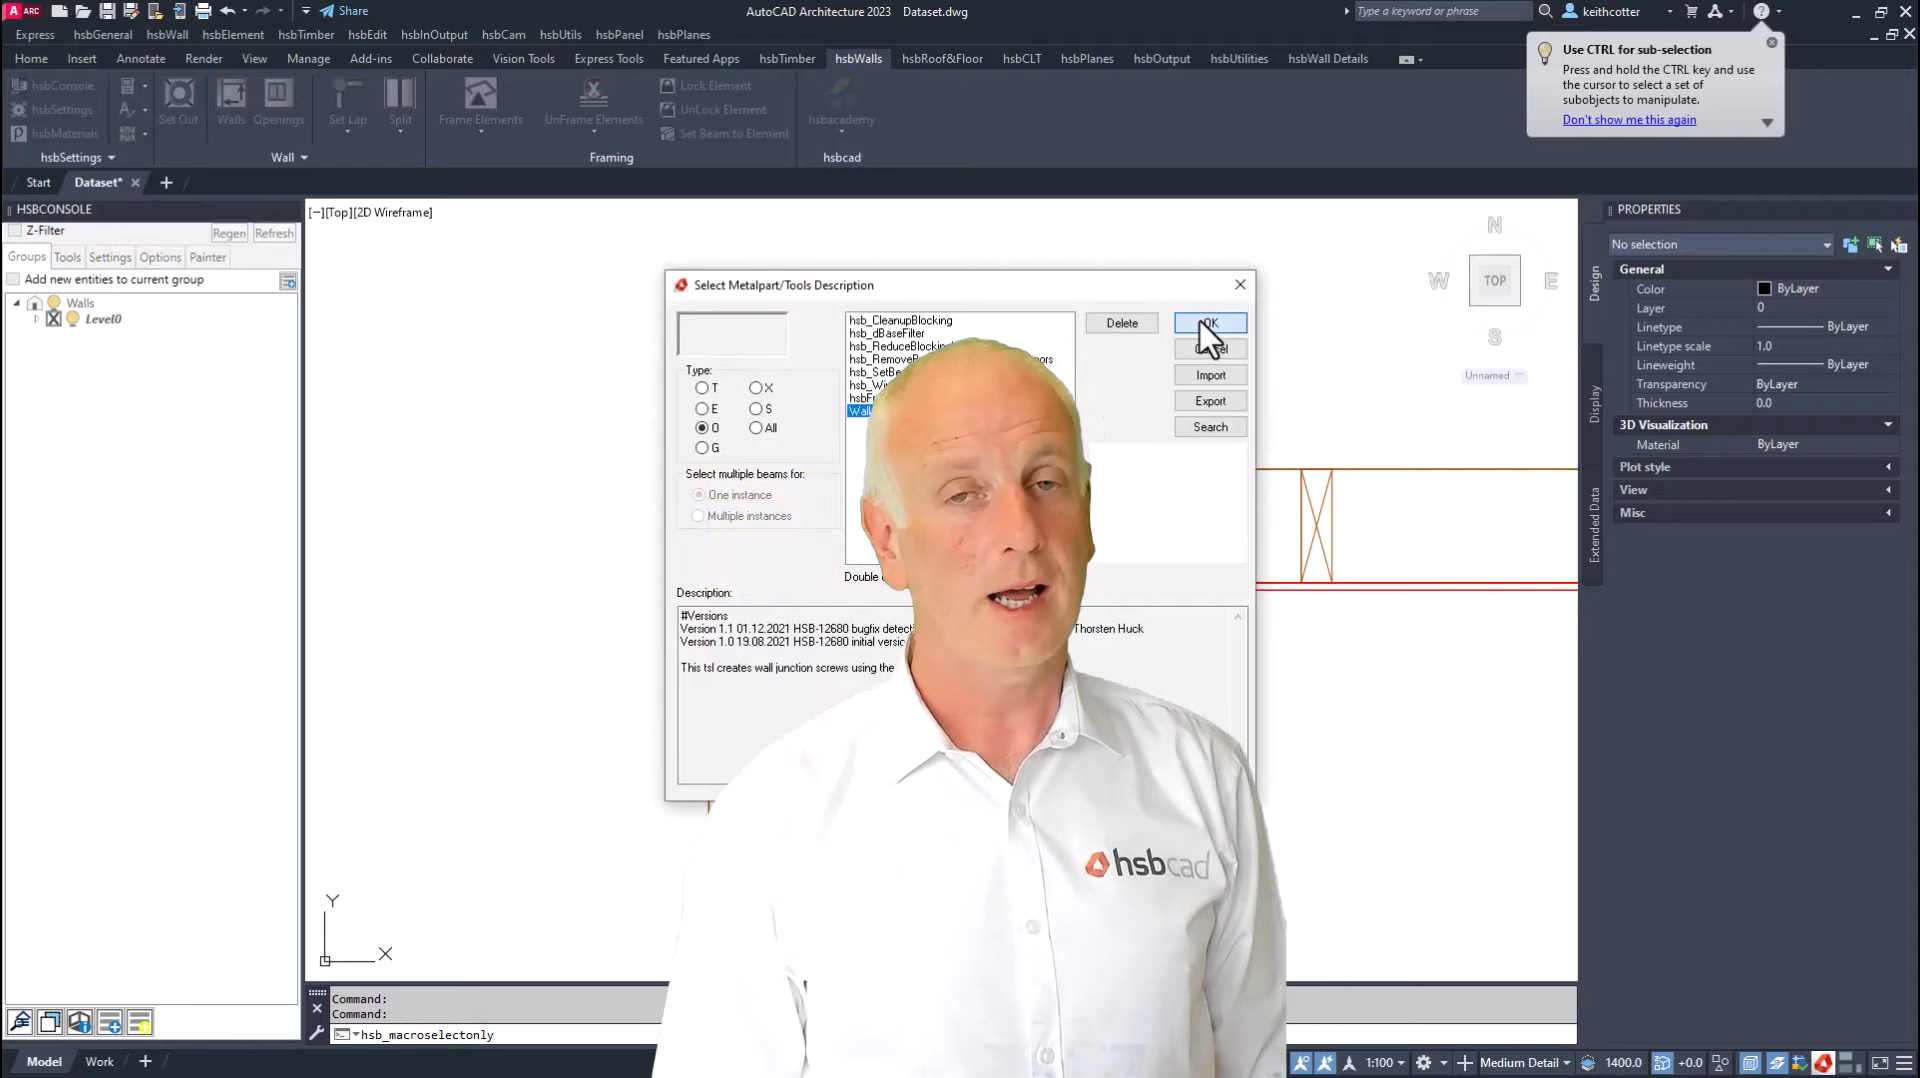 ARC
Share
AutoCAD Architecture 2023 Dataset.dwg
Type a keyword or phrase
keithcotter
Express hsbGeneral hsbWall hsbElement hsbTimber hsbEdit hsbInOutput hsbCam hsbUtils hsbPanel hsbPlanes
Home Insert Annotate Render View Manage Add-ins Collaborate Vision Tools Express Tools Featured Apps hsbTimber hsbWalls hsbRoof&Floor hsbCLT hsbPlanes hsbOutput hsbUtilities hsbWall Details
Use CTRL for sub-selection
Press and hold the CTRL key and use
the cursor to select a set of
subobjects to manipulate.
Don't show me this again
hsbConsole
hsbSettings
hsbMaterials
Set Out Walls Openings Set Lap Split Frame Elements UnFrame Elements
Lock Element
UnLock Element
Set Beam to Element
hsbacademy
hsbSettings Wall Framing hsbcad
Start Dataset*
HSBCONSOLE
Z-Filter Regen Refresh
Groups Tools Settings Options Painter
Add new entities to current group
Walls
Level0
[−][Top][2D Wireframe]
N
W TOP E
S
Unnamed
Select Metalpart/Tools Description
Type:
T X
E S
O All
G
Select multiple beams for:
One instance
Multiple instances
hsb_CleanupBlocking
hsb_dBaseFilter
hsb_ReduceBlocking
Delete
OK
Import
Export
Search
Double
Description:
#Versions
Version 1.1 01.12.2021 HSB-12680 bugfix Thorsten Huck
Version 1.0 19.08.2021 HSB-12680 initial
This tsl creates wall junction screws using the
hsbcad
Y
X
Command:
Command:
hsb_macroselectonly
Model Work
1:100 Medium Detail 1400.0 +0.0
PROPERTIES
No selection
General
Color ByLayer
Layer 0
Linetype ByLayer
Linetype scale 1.0
Lineweight ByLayer
Transparency ByLayer
Thickness 0.0
3D Visualization
Material ByLayer
Plot style
View
Misc
Design
Display
Extended Data